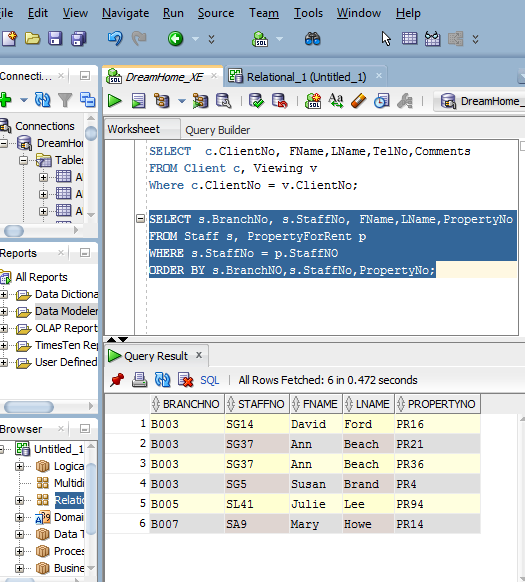 File Edit View Navigate Run Source Team Tools Window Help
Connecti...
DreamHome_XE
Relational_1 (Untitled_1)
DreamHome_
Connections
DreamHo
Tables
A
A
A
Worksheet Query Builder
SELECT c.ClientNo, FName,LName,TelNo,Comments
FROM Client c, Viewing v
Where c.ClientNo = v.ClientNo;
SELECT s.BranchNo, s.StaffNo, FName,LName,PropertyNo
FROM Staff s, PropertyForRent p
WHERE s.StaffNo = p.StaffNO
ORDER BY s.BranchNO,s.StaffNo,PropertyNo;
Reports
All Reports
Data Dictiona
Data Modeler
OLAP Report
TimesTen Rep
User Defined
Query Result
SQL | All Rows Fetched: 6 in 0.472 seconds
BRANCHNO STAFFNO FNAME LNAME PROPERTYNO
1 B003 SG14 David Ford PR16
2 B003 SG37 Ann Beach PR21
3 B003 SG37 Ann Beach PR36
4 B003 SG5 Susan Brand PR4
5 B005 SL41 Julie Lee PR94
6 B007 SA9 Mary Howe PR14
Browser
Untitled_1
Logica
Multidi
Relatio
Domai
Data T
Proces
Busine